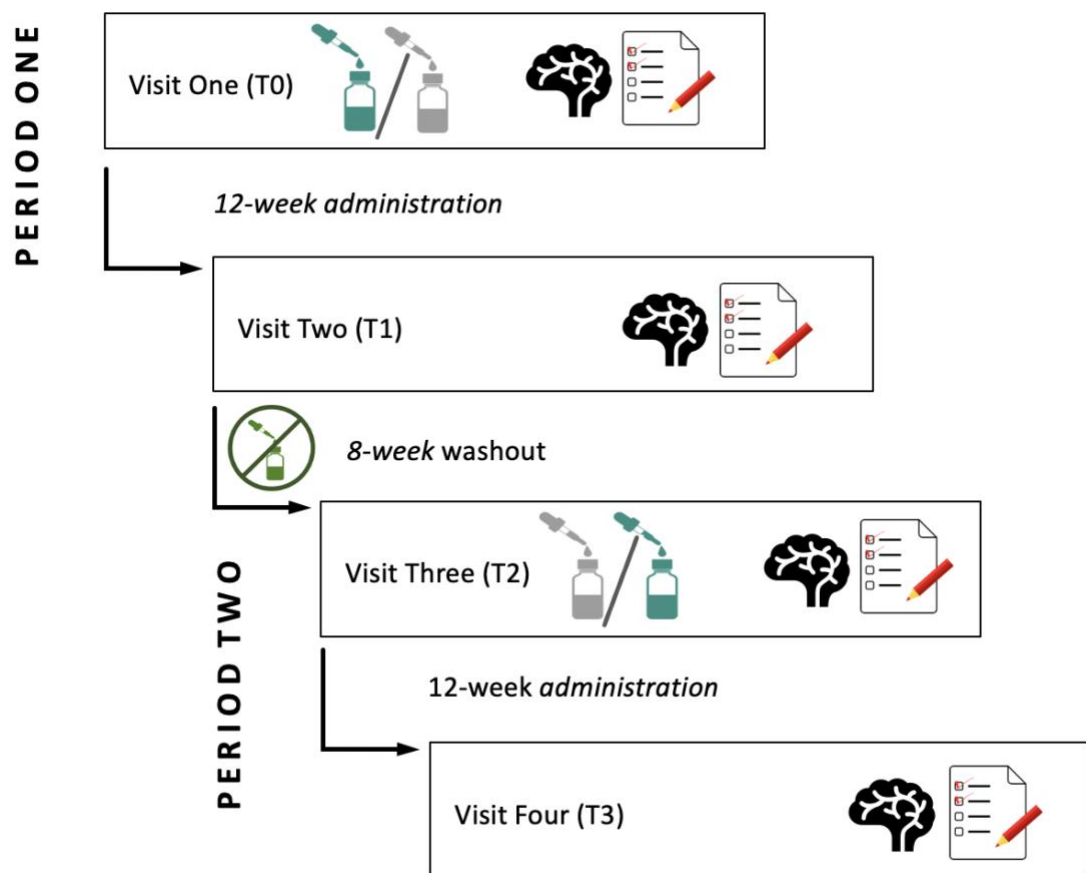 PERIOD ONE
Visit One (T0)
12-week administration
Visit Two (T1)
8-week washout
PERIOD TWO
Visit Three (T2)
12-week administration
Visit Four (T3)